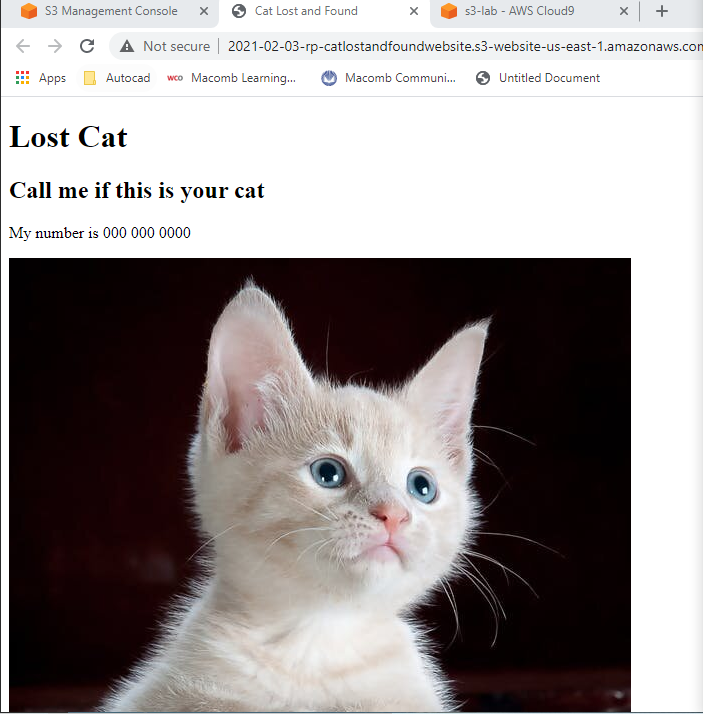 S3 Management Console
Cat Lost and Found
s3-lab - AWS Cloud9
Not secure | 2021-02-03-rp-catlostandfoundwebsite.s3-website-us-east-1.amazonaws.com
Apps
Autocad
wco Macomb Learning...
Macomb Communi...
Untitled Document
Lost Cat
Call me if this is your cat
My number is 000 000 0000